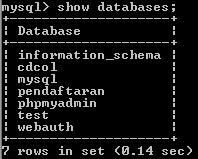 mysql> show databases;
+--------------------+
| Database           |
+--------------------+
| information_schema |
| cdcol              |
| mysql              |
| pendaftaran        |
| phpmyadmin         |
| test               |
| webauth            |
+--------------------+
7 rows in set (0.14 sec)